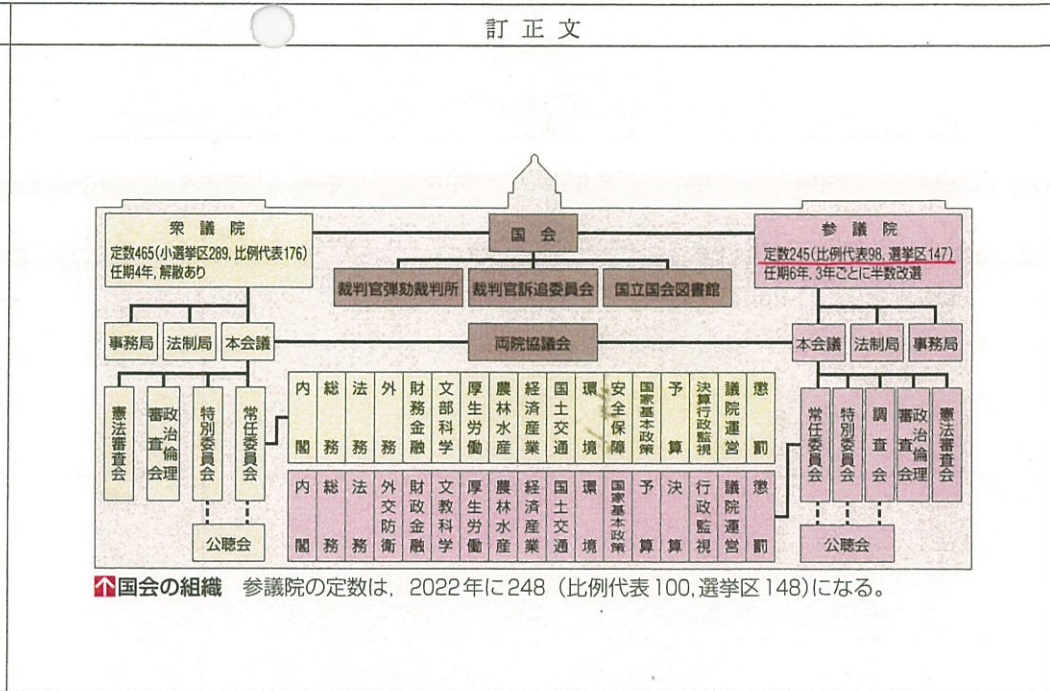 訂正文
衆議院
定数465(小選挙区289, 比例代表176)
任期4年, 解散あり
国会
参議院
定数245(比例代表98, 選挙区147)
任期6年, 3年ごとに半数改選
裁判官弾劾裁判所
裁判官訴追委員会
国立国会図書館
事務局
法制局
本会議
両院協議会
本会議
法制局
事務局
憲法審査会
政治倫理審査会
特別委員会
常任委員会
内閣
総務
法務
外務
財務金融
文部科学
厚生労働
農林水産
経済産業
国土交通
環境
安全保障
国家基本政策
予算
決算行政監視
議院運営
懲罰
内閣
総務
法務
外交防衛
財政金融
文教科学
厚生労働
農林水産
経済産業
国土交通
環境
国家基本政策
予算
決算
行政監視
議院運営
懲罰
常任委員会
特別委員会
調査会
政治倫理審査会
憲法審査会
公聴会
公聴会
↑国会の組織 参議院の定数は, 2022年に248 (比例代表100, 選挙区148)になる。